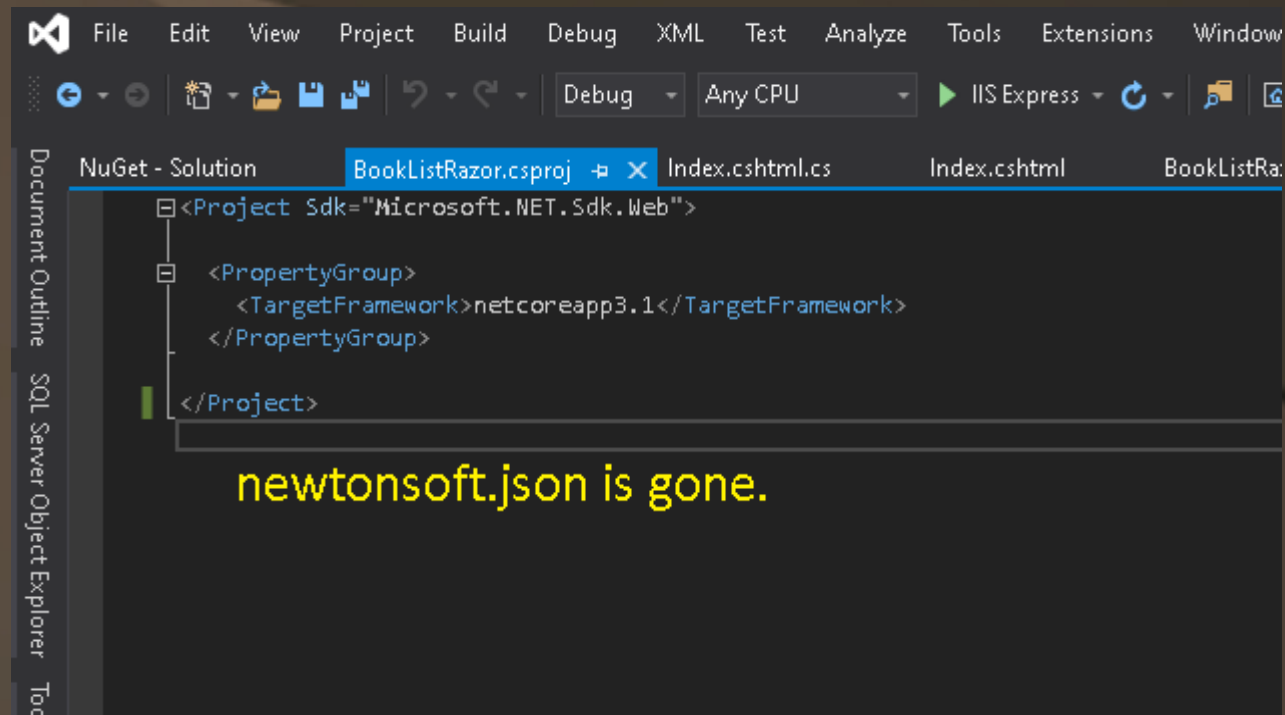 File Edit View Project Build Debug XML Test Analyze Tools Extensions Window
Debug Any CPU IIS Express
NuGet - Solution BookListRazor.csproj Index.cshtml.cs Index.cshtml BookListRa
Document Outline
SQL Server Object Explorer
Too
<Project Sdk="Microsoft.NET.Sdk.Web">
<PropertyGroup>
<TargetFramework>netcoreapp3.1</TargetFramework>
</PropertyGroup>
</Project>
newtonsoft.json is gone.